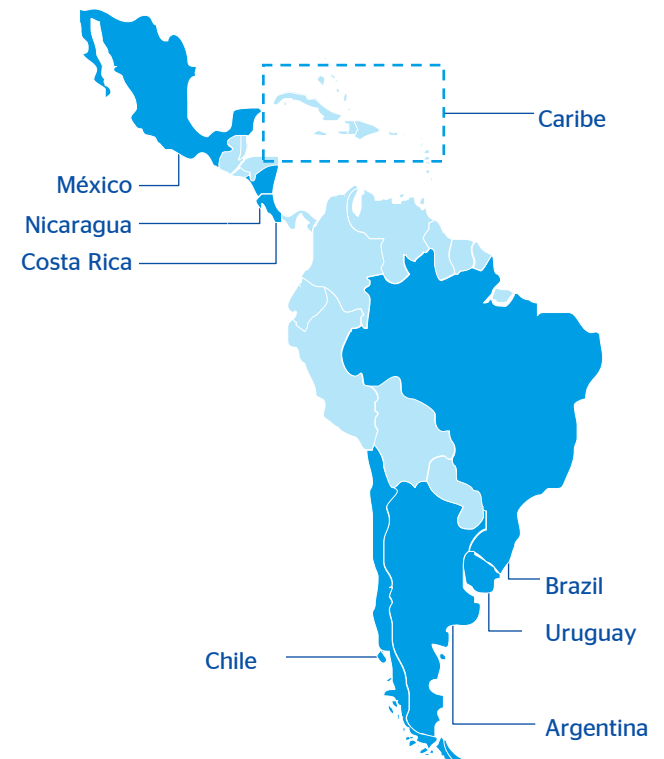 Caribe
México
Nicaragua
Costa Rica
Brazil
Uruguay
Chile
Argentina